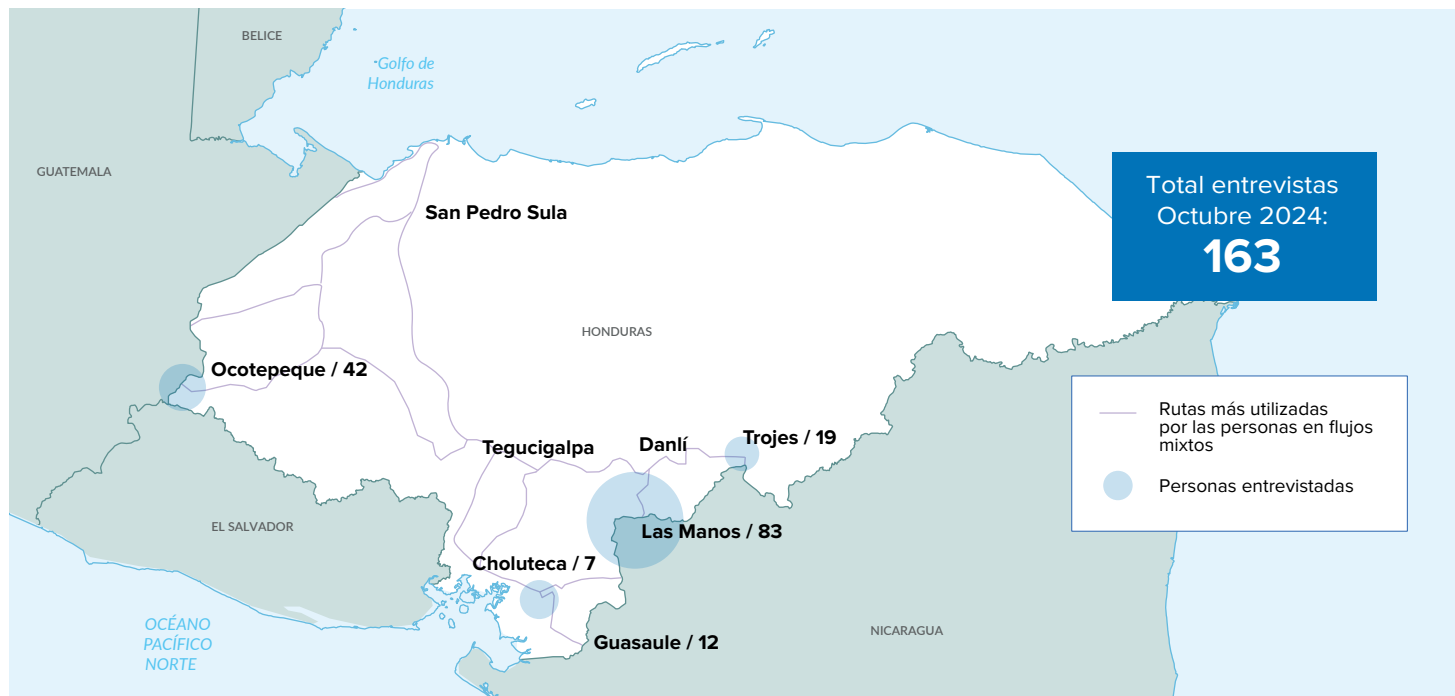 BELICE
Golfo de
Honduras
GUATEMALA
San Pedro Sula
Total entrevistas
Octubre 2024:
163
HONDURAS
Ocotepeque / 42
Rutas más utilizadas
por las personas en flujos
mixtos
Personas entrevistadas
Tegucigalpa
Danlí
Trojes / 19
EL SALVADOR
Las Manos / 83
Choluteca / 7
Guasaule / 12
OCÉANO
PACÍFICO
NORTE
NICARAGUA